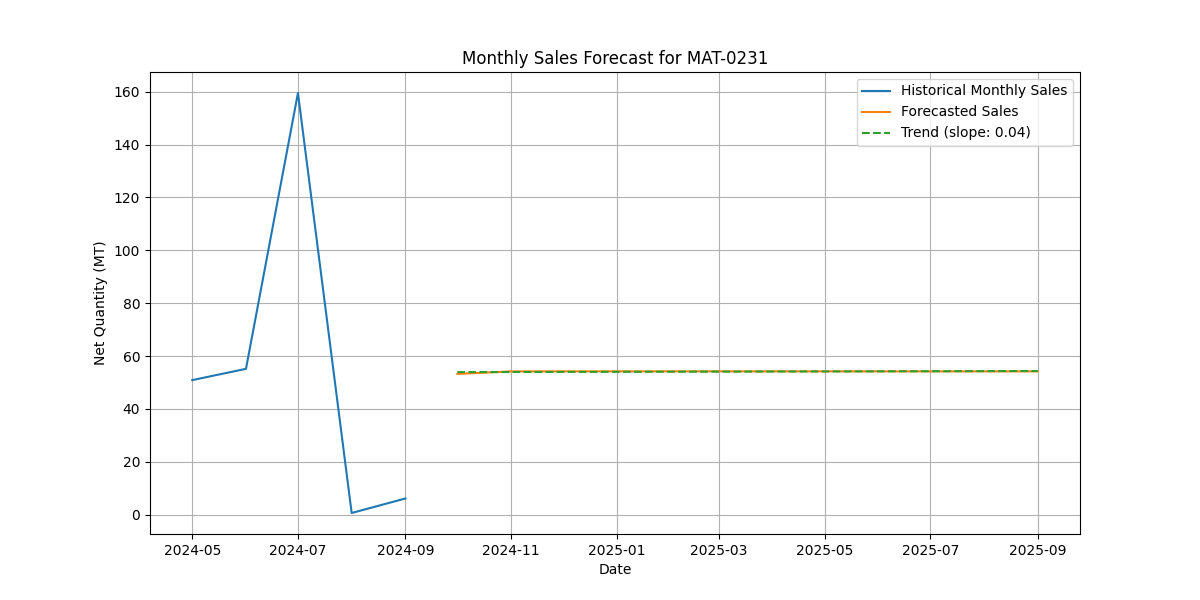 Monthly Sales Forecast for MAT-0231
Historical Monthly Sales
Forecasted Sales
Trend (slope: 0.04)
Net Quantity (MT)
160
140
120
100
80
60
40
20
0
2024-05 2024-07 2024-09 2024-11 2025-01 2025-03 2025-05 2025-07 2025-09
Date